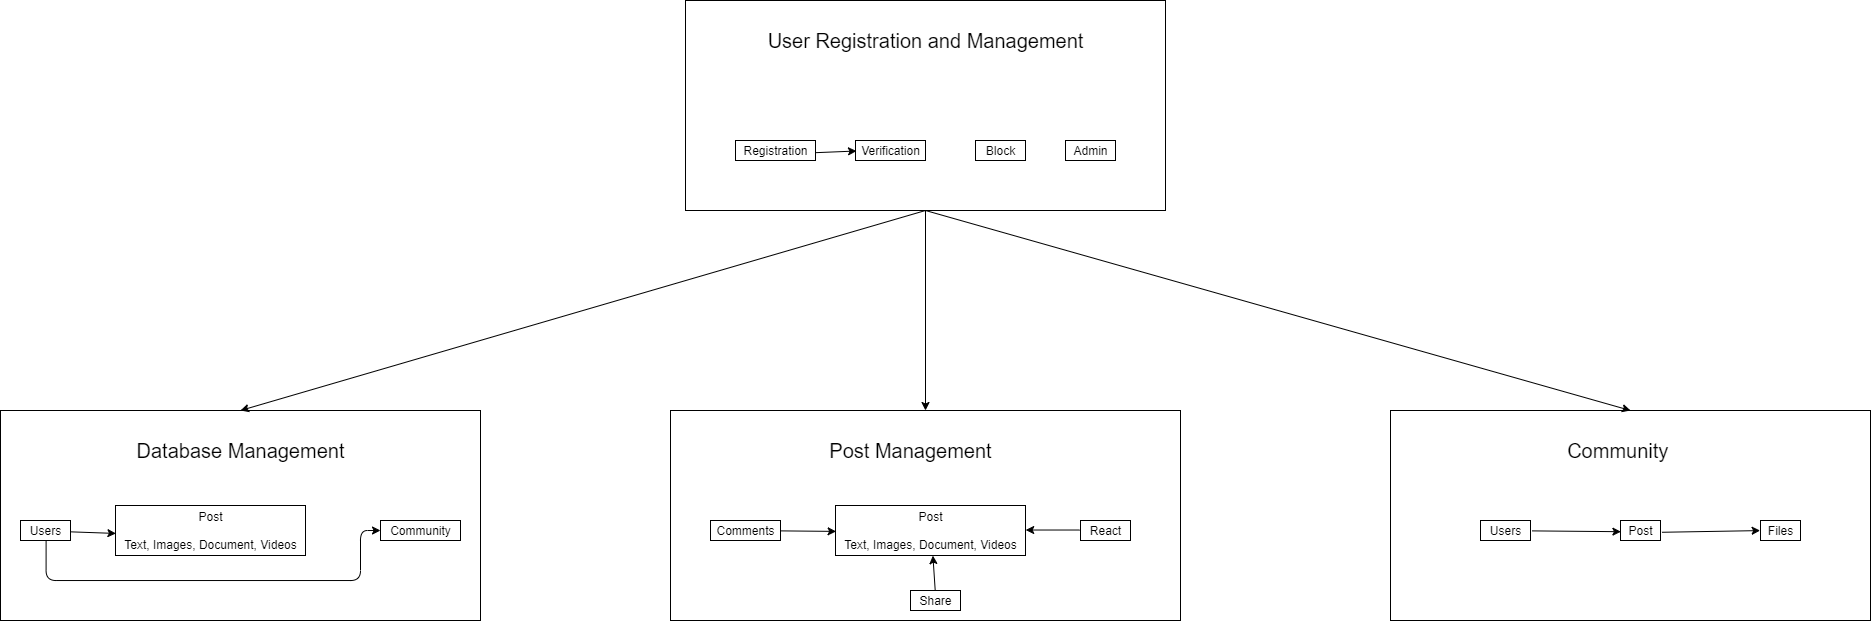 User Registration and Management
Registration
Verification
Block
Admin
Database Management
Users
Post
Text, Images, Document, Videos
Community
Post Management
Comments
Post
Text, Images, Document, Videos
React
Share
Community
Users
Post
Files